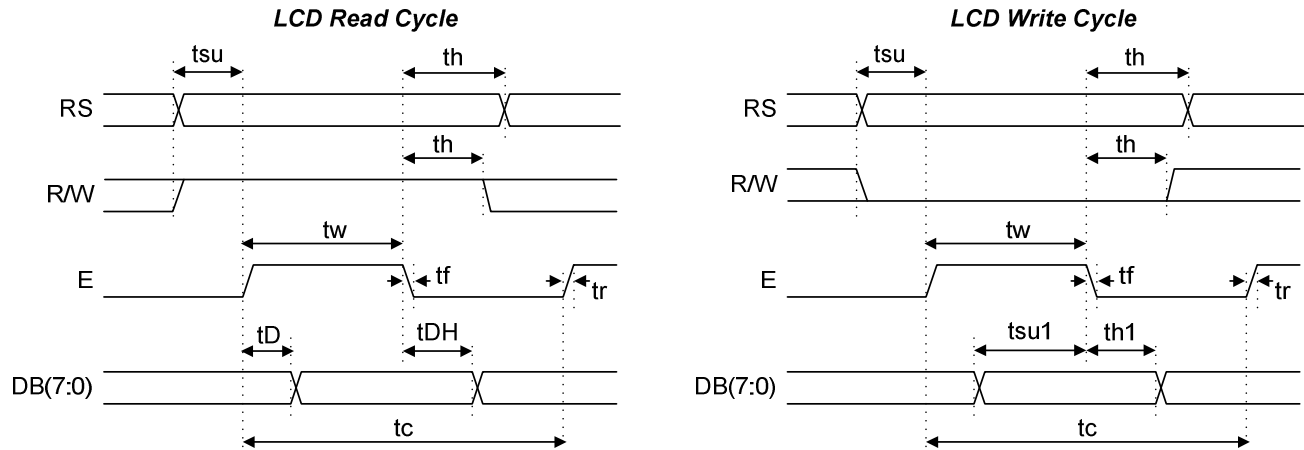 LCD Read Cycle
tsu
th
RS
th
R/W
tw
E
tf
tr
tD
tDH
DB(7:0)
tc
LCD Write Cycle
tsu
th
RS
th
R/W
tw
E
tf
tr
tsu1
th1
DB(7:0)
tc